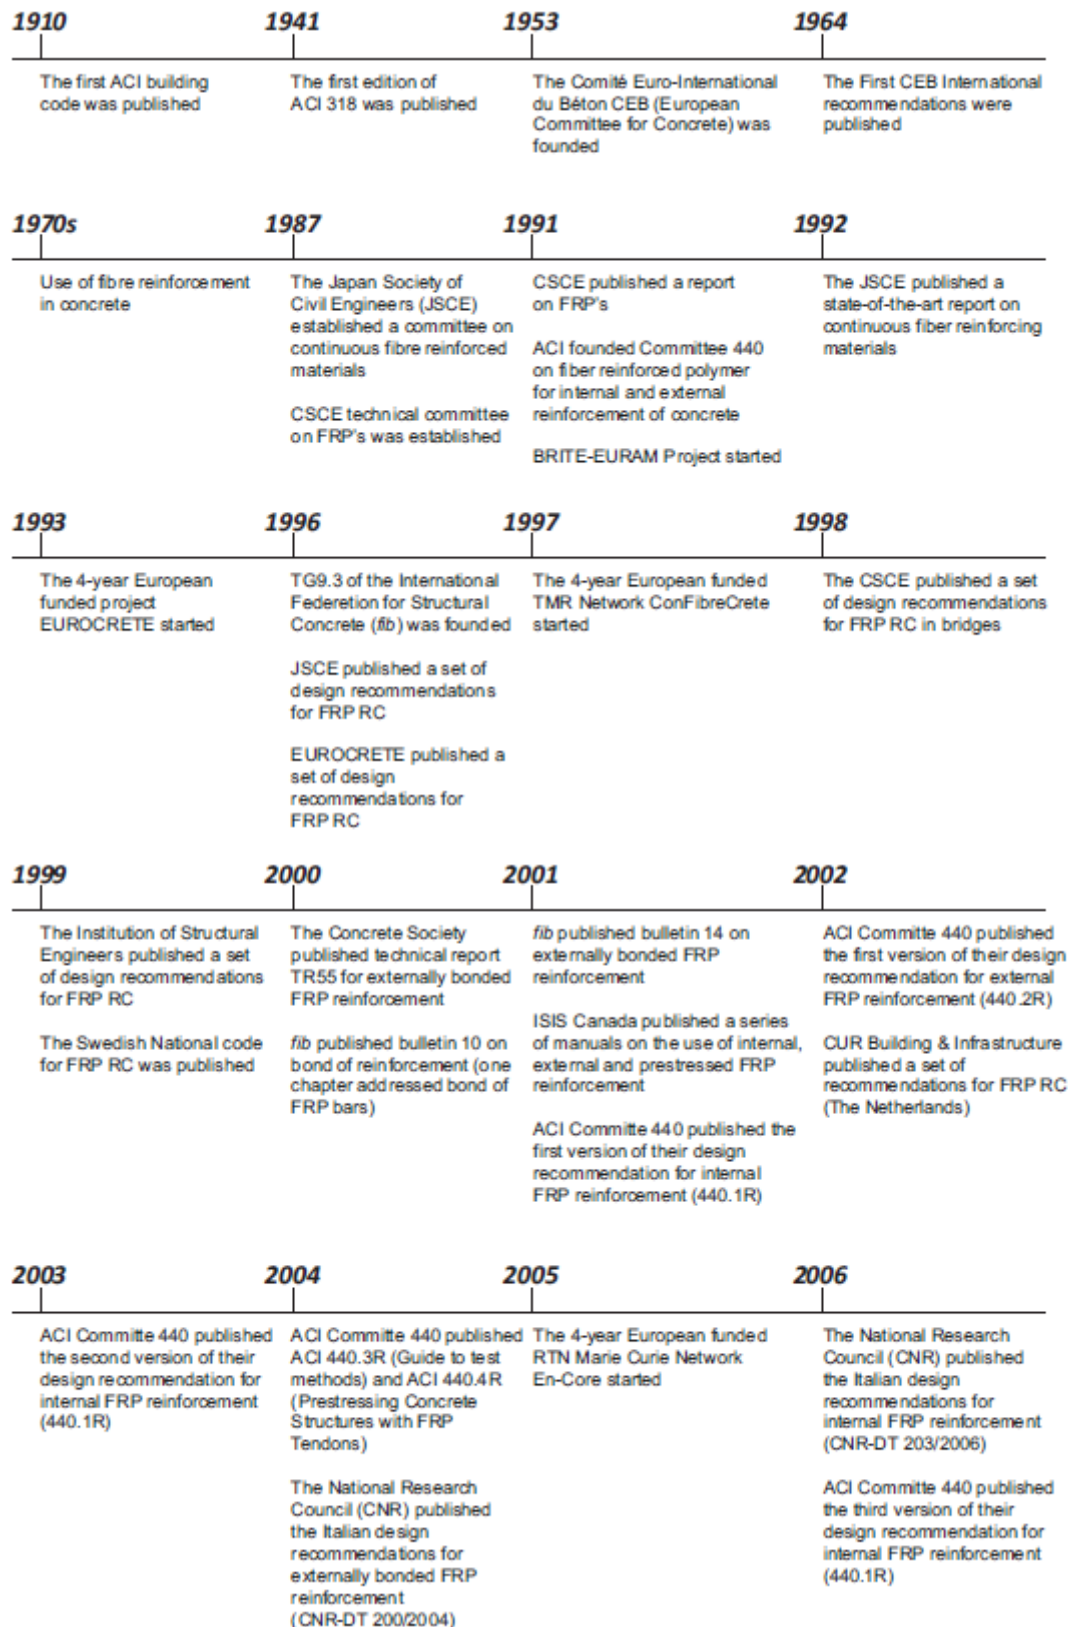 1910
The first ACI building
code was published
1941
The first edition of
ACI 318 was published
1953
The Comité Euro-International
du Béton CEB (European
Committee for Concrete) was
founded
1964
The First CEB International
recommendations were
published
1970s
Use of fibre reinforcement
in concrete
1987
The Japan Society of
Civil Engineers (JSCE)
established a committee on
continuous fibre reinforced
materials
CSCE technical committee
on FRP's was established
1991
CSCE published a report
on FRP's
ACI founded Committee 440
on fiber reinforced polymer
for internal and external
reinforcement of concrete
BRITE-EURAM Project started
1992
The JSCE published a
state-of-the-art report on
continuous fiber reinforcing
materials
1993
The 4-year European
funded project
EUROCRETE started
1996
TG9.3 of the International
Federetion for Structural
Concrete (fib) was founded
JSCE published a set of
design recommendations
for FRP RC
EUROCRETE published a
set of design
recommendations for
FRP RC
1997
The 4-year European funded
TMR Network ConFibreCrete
started
1998
The CSCE published a set
of design recommendations
for FRP RC in bridges
1999
The Institution of Structural
Engineers published a set
of design recommendations
for FRP RC
The Swedish National code
for FRP RC was published
2000
The Concrete Society
published technical report
TR55 for externally bonded
FRP reinforcement
fib published bulletin 10 on
bond of reinforcement (one
chapter addressed bond of
FRP bars)
2001
fib published bulletin 14 on
externally bonded FRP
reinforcement
ISIS Canada published a series
of manuals on the use of internal,
external and prestressed FRP
reinforcement
ACI Committe 440 published the
first version of their design
recommendation for internal
FRP reinforcement (440.1R)
2002
ACI Committe 440 published
the first version of their design
recommendation for external
FRP reinforcement (440.2R)
CUR Building & Infrastructure
published a set of
recommendations for FRP RC
(The Netherlands)
2003
ACI Committe 440 published
the second version of their
design recommendation for
internal FRP reinforcement
(440.1R)
2004
ACI Committe 440 published
ACI 440.3R (Guide to test
methods) and ACI 440.4R
(Prestressing Concrete
Structures with FRP
Tendons)
The National Research
Council (CNR) published
the Italian design
recommendations for
externally bonded FRP
reinforcement
(CNR-DT 200/2004)
2005
The 4-year European funded
RTN Marie Curie Network
En-Core started
2006
The National Research
Council (CNR) published
the Italian design
recommendations for
internal FRP reinforcement
(CNR-DT 203/2006)
ACI Committe 440 published
the third version of their
design recommendation for
internal FRP reinforcement
(440.1R)